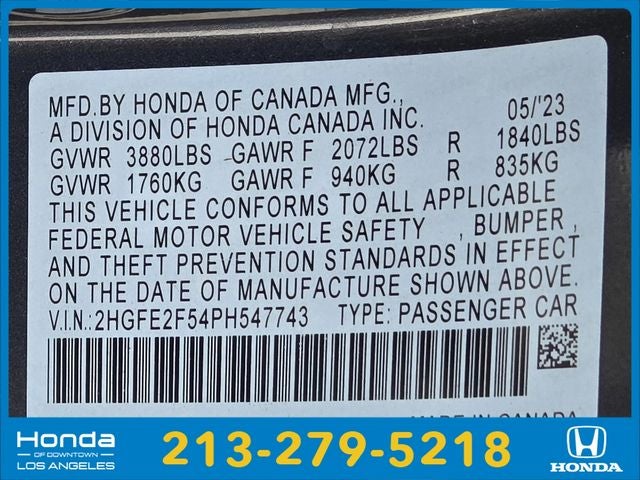 MFD.BY HONDA OF CANADA MFG.,
A DIVISION OF HONDA CANADA INC. 05/'23
GVWR 3880LBS GAWR F 2072LBS R 1840LBS
GVWR 1760KG GAWR F 940KG R 835KG
THIS VEHICLE CONFORMS TO ALL APPLICABLE
FEDERAL MOTOR VEHICLE SAFETY , BUMPER ,
AND THEFT PREVENTION STANDARDS IN EFFECT
ON THE DATE OF MANUFACTURE SHOWN ABOVE.
V.I.N.:2HGFE2F54PH547743 TYPE: PASSENGER CAR
MADE IN CANADA
Honda
OF DOWNTOWN
LOS ANGELES
213-279-5218
HONDA